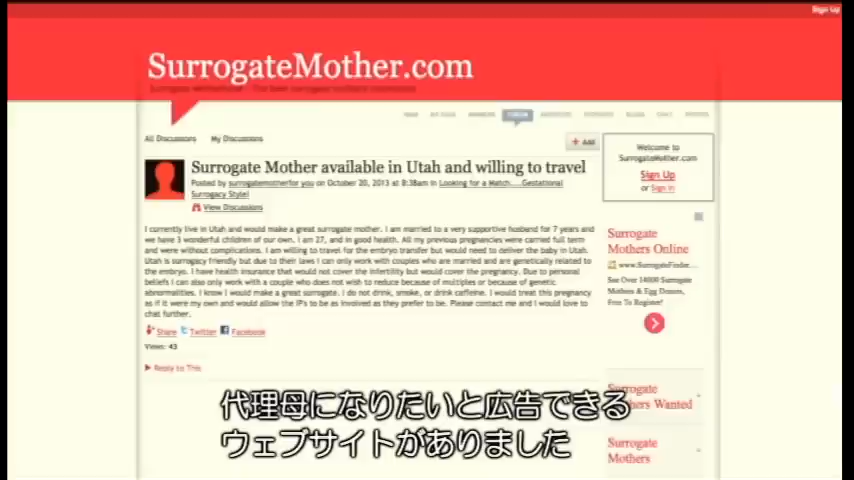 Sign Up
SurrogateMother.com
FORUM
All Discussions My Discussions
+ Add
Welcome to
SurrogateMother.com
Sign Up
or Sign In
Surrogate Mother available in Utah and willing to travel
Posted by surrogatemotherfor you on October 20, 2013 at 8:38am in Looking for a Match.....Gestational
Surrogacy Style!
View Discussions
I currently live in Utah and would make a great surrogate mother. I am married to a very supportive husband for 7 years and
we have 3 wonderful children of our own. I am 27, and in good health. All my previous pregnancies were carried full term
and were without complications. I am willing to travel for the embryo transfer but would need to deliver the baby in Utah.
Utah is surrogacy friendly but due to their laws I can only work with couples who are married and are genetically related to
the embryo. I have health insurance that would not cover the infertility but would cover the pregnancy. Due to personal
beliefs I can also only work with a couple who does not wish to reduce because of multiples or because of genetic
abnormalities. I know I would make a great surrogate. I do not drink, smoke, or drink caffeine. I would treat this pregnancy
as if it were my own and would allow the IP's to be as involved as they prefer to be. Please contact me and I would love to
chat further.
Share Twitter Facebook
Views: 43
Reply to This
Surrogate
Mothers Online
www.SurrogateFinder...
See Over 14000 Surrogate
Mothers & Egg Donors,
Free To Register!
Surrogate
Mothers Wanted
Surrogate
Mothers
代理母になりたいと広告できる
ウェブサイトがありました